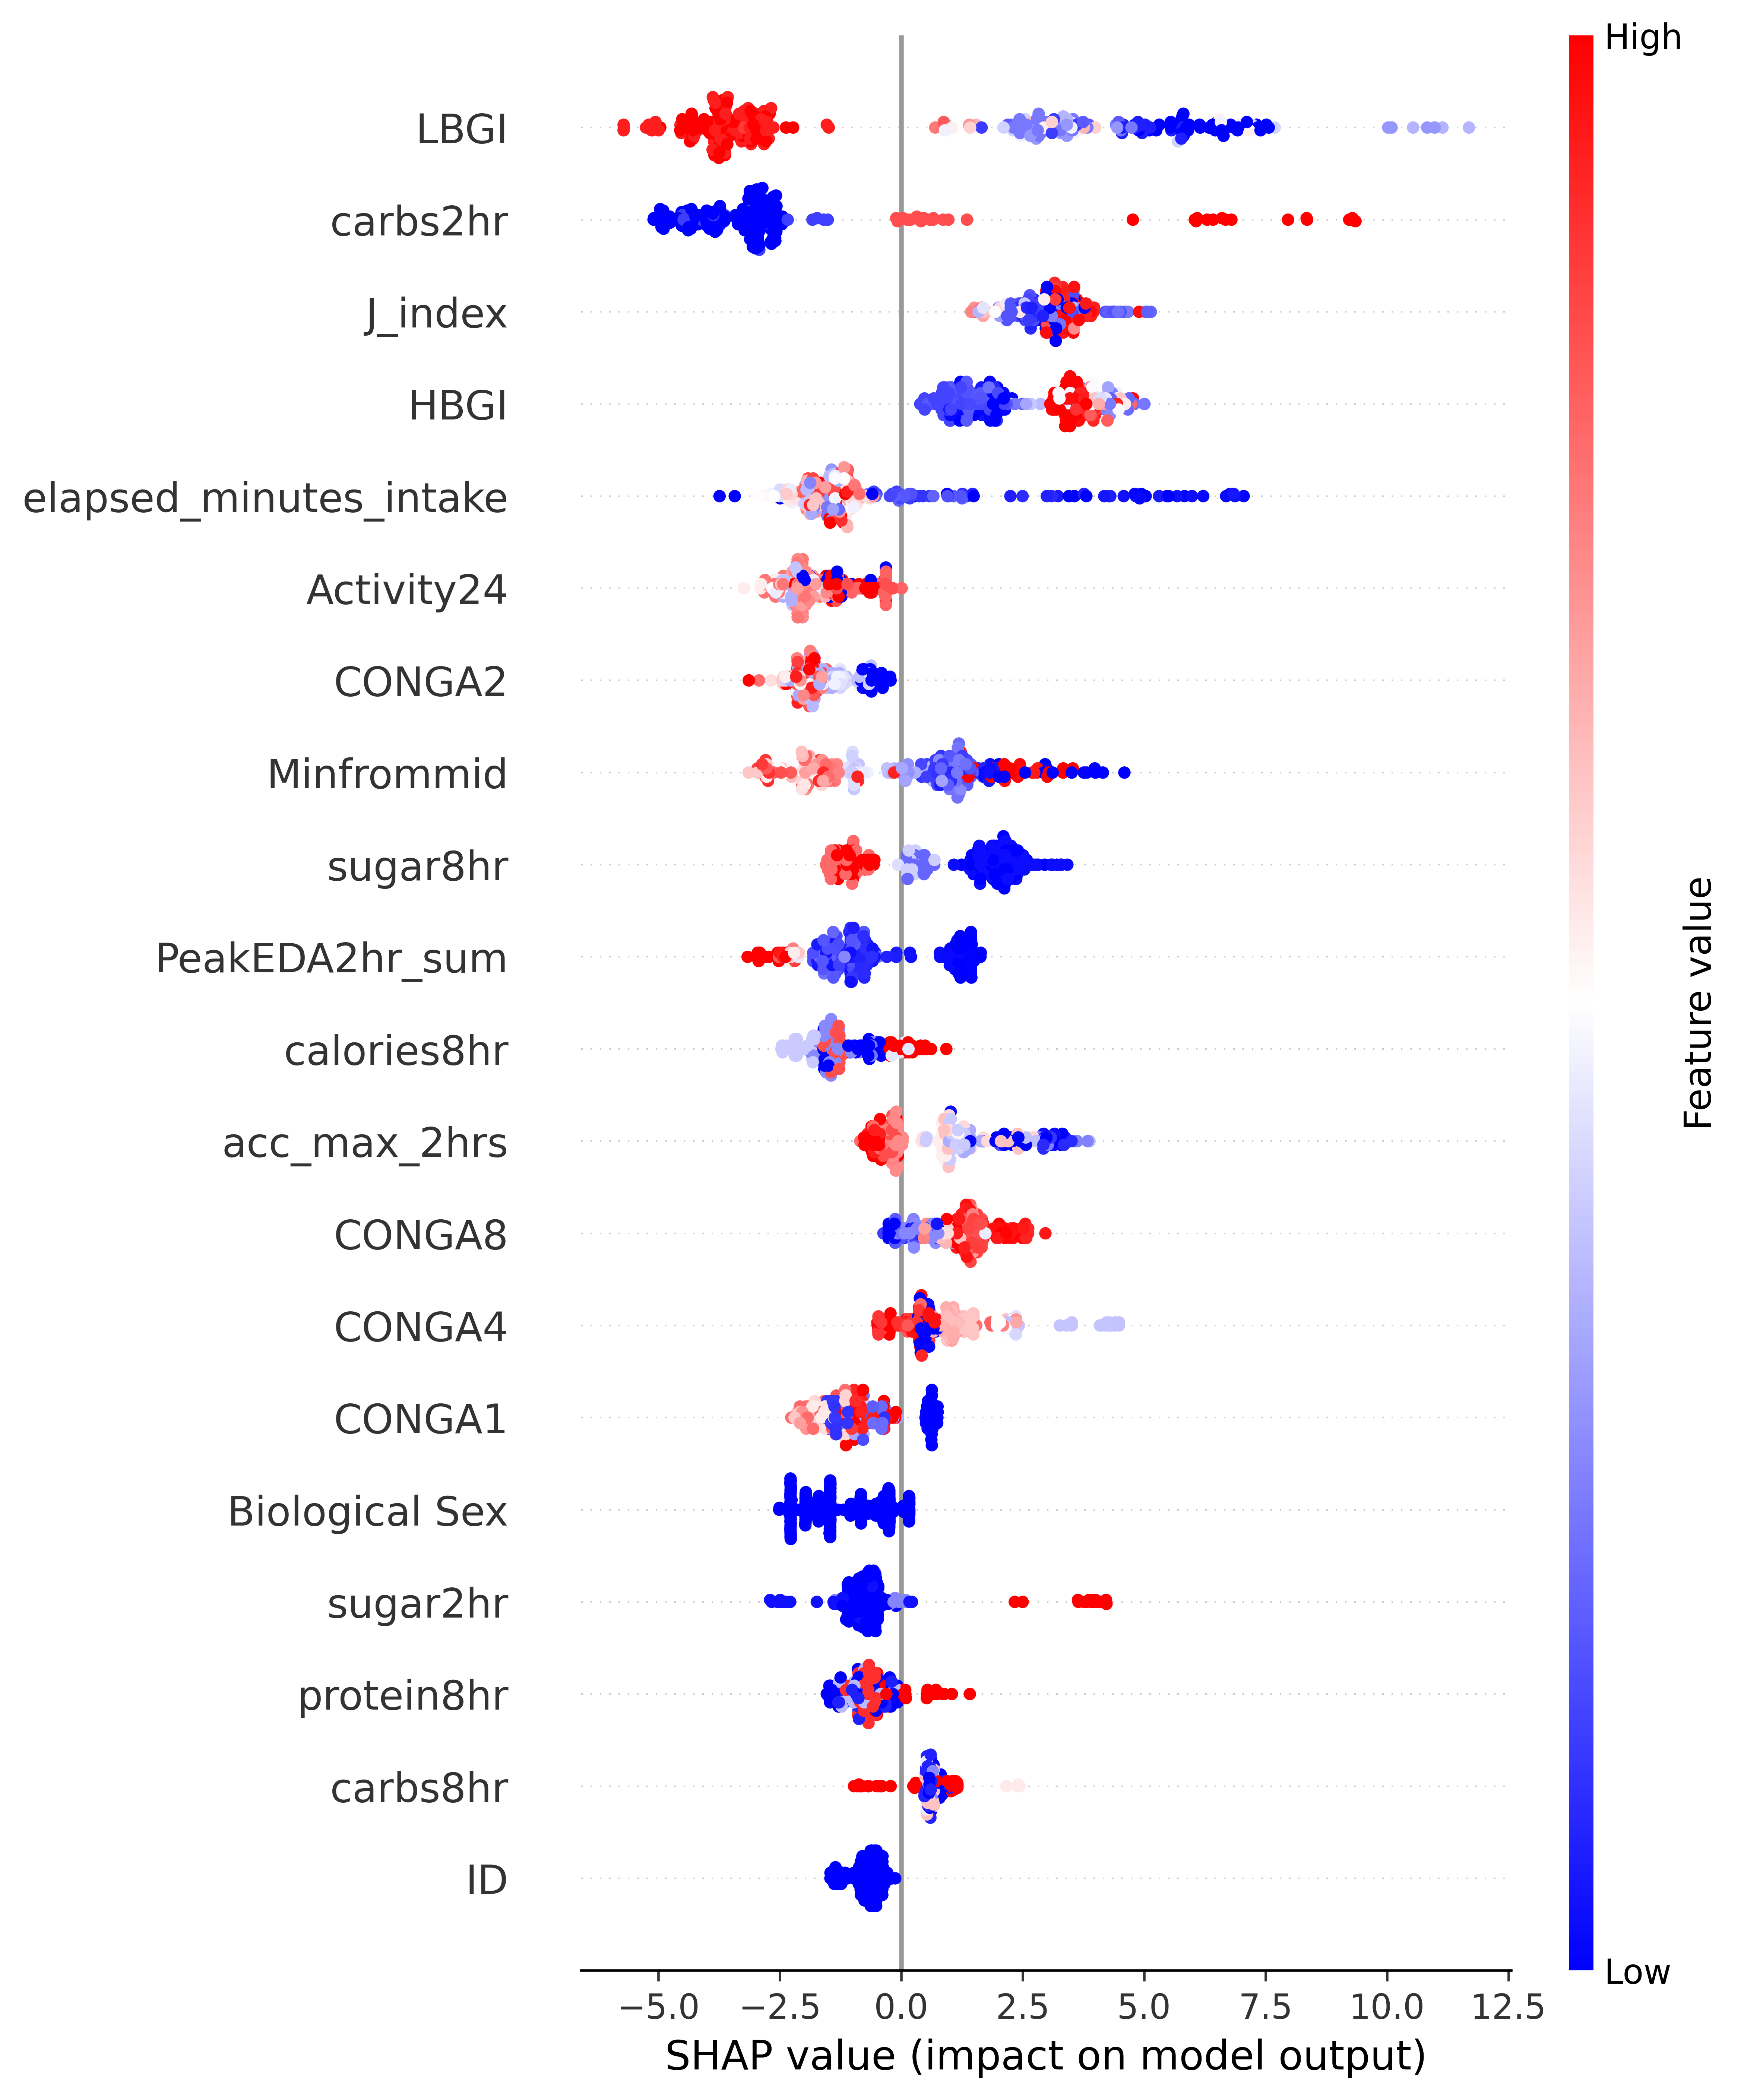 High
LBGI
carbs2hr
J_index
HBGI
elapsed_minutes_intake
Activity24
CONGA2
Minfrommid
sugar8hr
PeakEDA2hr_sum
calories8hr
acc_max_2hrs
CONGA8
CONGA4
CONGA1
Biological Sex
sugar2hr
protein8hr
carbs8hr
ID
Feature value
Low
−5.0 −2.5 0.0 2.5 5.0 7.5 10.0 12.5
SHAP value (impact on model output)